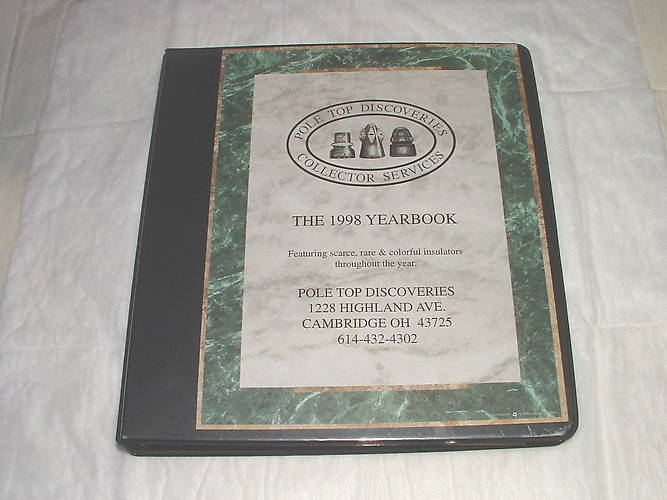 POLE TOP DISCOVERIES
COLLECTOR SERVICES
THE 1998 YEARBOOK
Featuring scarce, rare & colorful insulators
throughout the year.
POLE TOP DISCOVERIES
1228 HIGHLAND AVE.
CAMBRIDGE OH 43725
614-432-4302